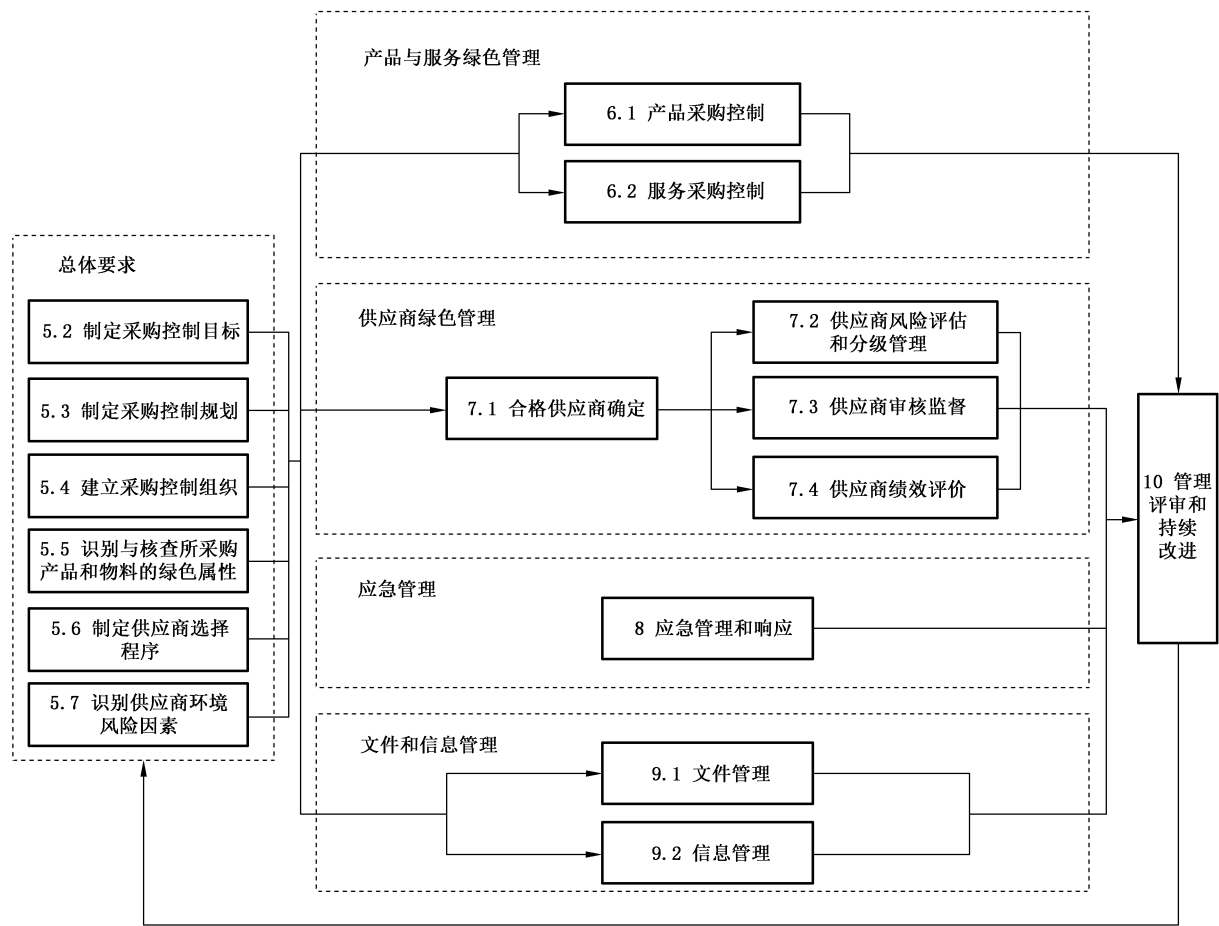 产品与服务绿色管理
6.1 产品采购控制
6.2 服务采购控制
总体要求
5.2 制定采购控制目标
5.3 制定采购控制规划
5.4 建立采购控制组织
5.5 识别与核查所采购
产品和物料的绿色属性
5.6 制定供应商选择
程序
5.7 识别供应商环境
风险因素
供应商绿色管理
7.1 合格供应商确定
7.2 供应商风险评估
和分级管理
7.3 供应商审核监督
7.4 供应商绩效评价
应急管理
8 应急管理和响应
文件和信息管理
9.1 文件管理
9.2 信息管理
10 管理
评审和
持续
改进